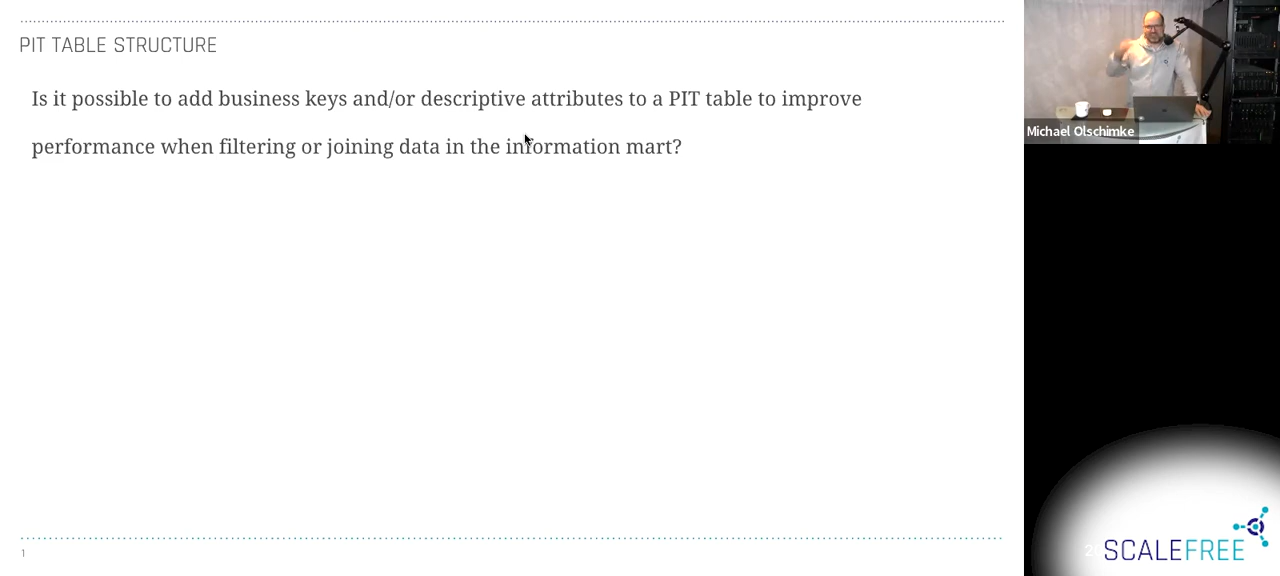 PIT TABLE STRUCTURE
Is it possible to add business keys and/or descriptive attributes to a PIT table to improve
performance when filtering or joining data in the information mart?
1
Michael Olschimke
SCALEFREE